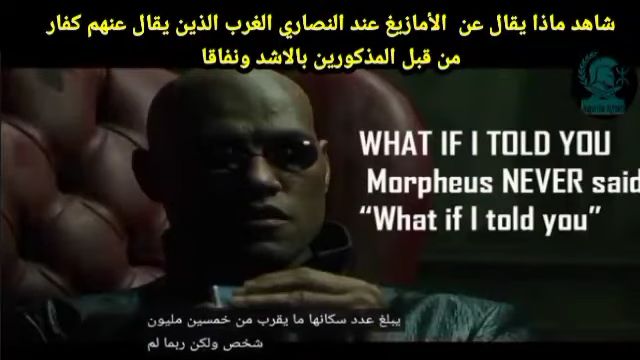 شاهد ماذا يقال عن الأمازيغ عند النصاري الغرب الذين يقال عنهم كفار
من قبل المذكورين بالاشد ونفاقا
WHAT IF I TOLD YOU
Morpheus NEVER said
“What if I told you”
يبلغ عدد سكانها ما يقرب من خمسين مليون
شخص ولكن ربما لم